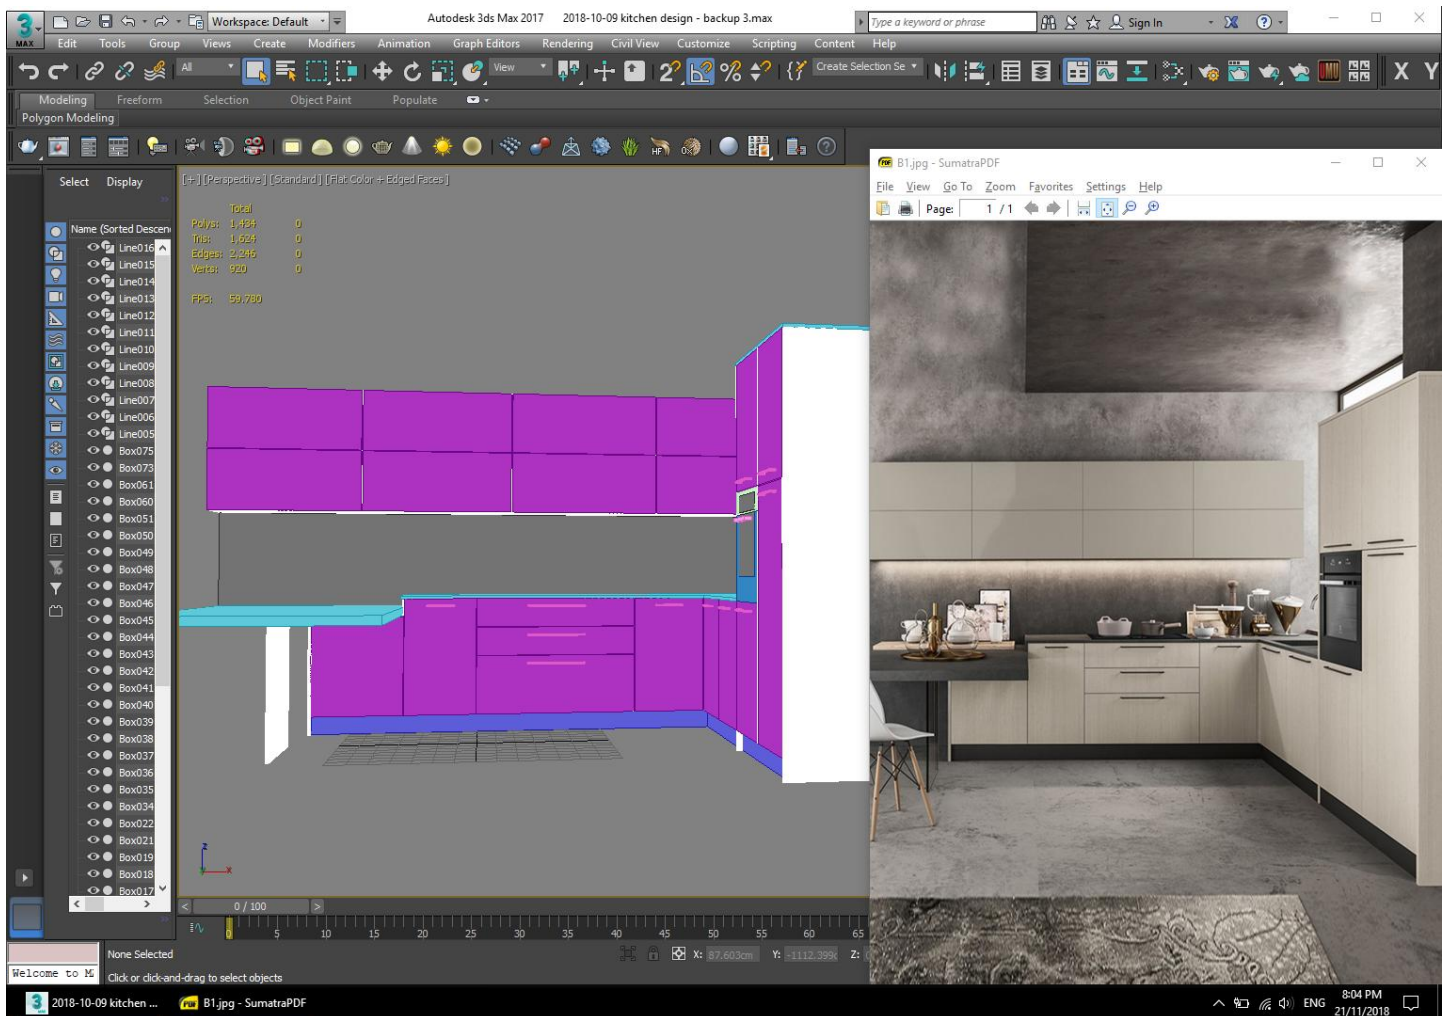 3
MAX
Workspace: Default
Autodesk 3ds Max 2017 2018-10-09 kitchen design - backup 3.max
Type a keyword or phrase
Sign In
Edit Tools Group Views Create Modifiers Animation Graph Editors Rendering Civil View Customize Scripting Content Help
All
View
Create Selection Se
X Y
Modeling Freeform Selection Object Paint Populate
Polygon Modeling
HF
Select Display
Name (Sorted Descen
Line016
Line015
Line014
Line013
Line012
Line011
Line010
Line009
Line008
Line007
Line006
Line005
Box075
Box073
Box061
Box060
Box051
Box050
Box049
Box048
Box047
Box046
Box045
Box044
Box043
Box042
Box041
Box040
Box039
Box038
Box037
Box036
Box035
Box034
Box022
Box021
Box019
Box018
Box017
[+] [Perspective] [Standard] [Flat Color + Edged Faces]
Total
Polys: 1,434 0
Tris: 1,624 0
Edges: 2,246 0
Verts: 920 0
FPS: 59.780
z
x
B1.jpg - SumatraPDF
File View Go To Zoom Favorites Settings Help
Page: 1 / 1
< 0 / 100 >
0 5 10 15 20 25 30 35 40 45 50 55 60 65
None Selected
X: 87.603cm Y: -1112.399c Z:
Welcome to M
Click or click-and-drag to select objects
2018-10-09 kitchen ...
B1.jpg - SumatraPDF
ENG
8:04 PM
21/11/2018